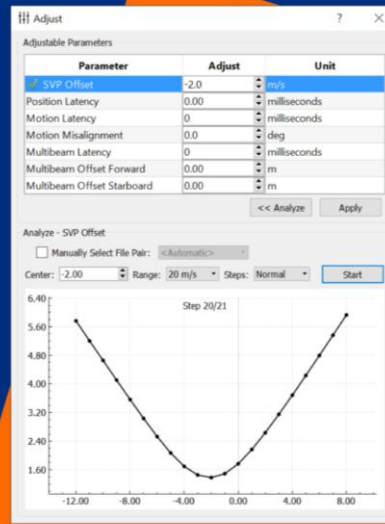 Adjust ? ×
Adjustable Parameters
Parameter Adjust Unit
SVP Offset -2.0 m/s
Position Latency 0.00 milliseconds
Motion Latency 0 milliseconds
Motion Misalignment 0.0 deg
Multibeam Latency 0 milliseconds
Multibeam Offset Forward 0.00 m
Multibeam Offset Starboard 0.00 m
<< Analyze Apply
Analyze - SVP Offset
Manually Select File Pair: <Automatic>
Center: -2.00 Range: 20 m/s Steps: Normal Start
Step 20/21
6.40
5.60
4.80
4.00
3.20
2.40
1.60
-12.00 -8.00 -4.00 0.00 4.00 8.00